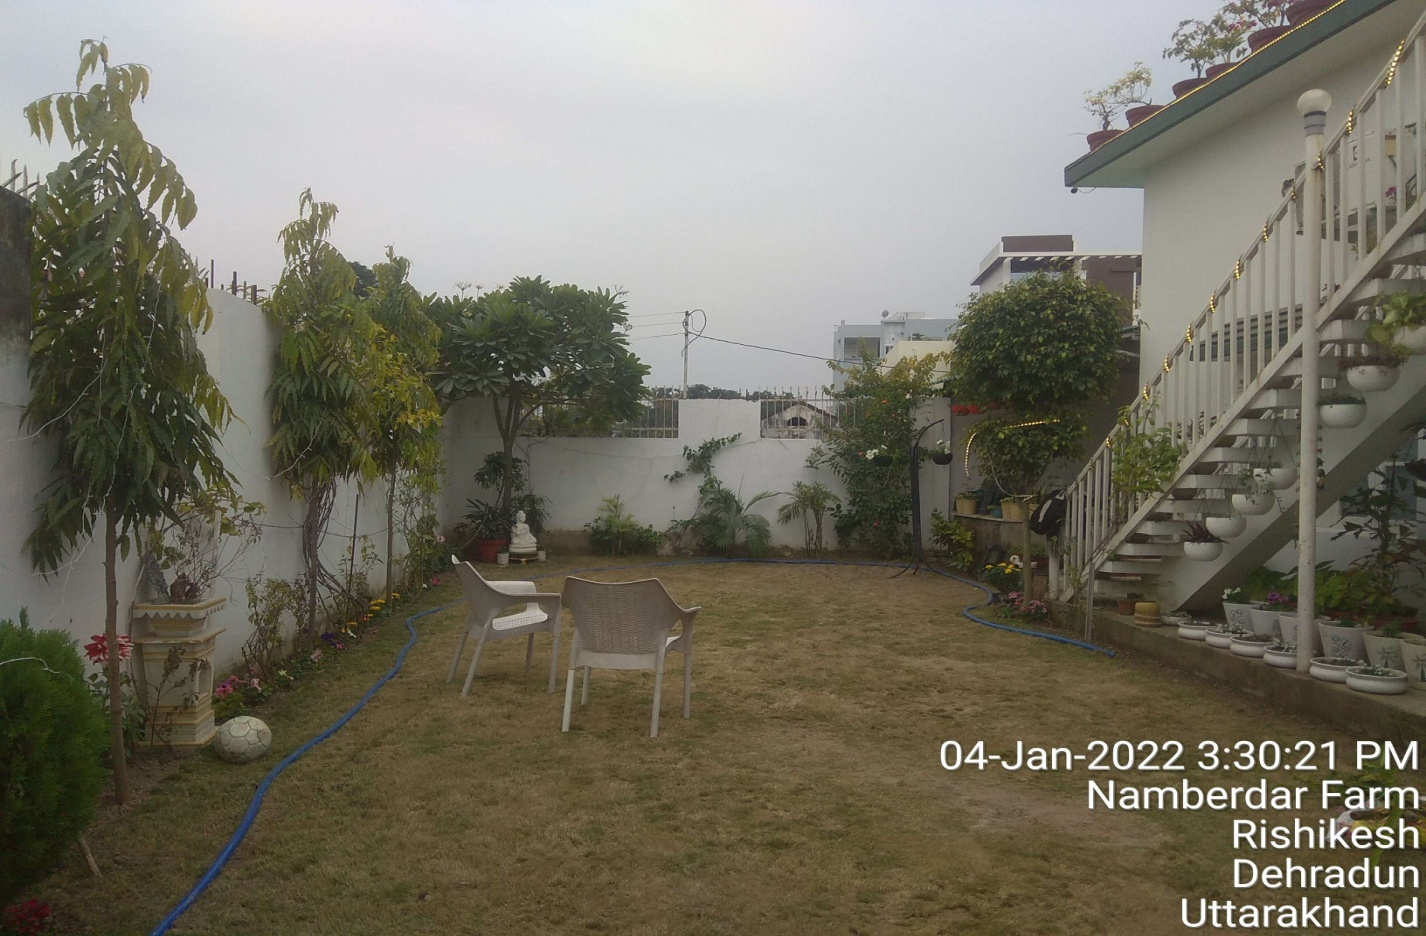 04-Jan-2022 3:30:21 PM
Namberdar Farm
Rishikesh
Dehradun
Uttarakhand